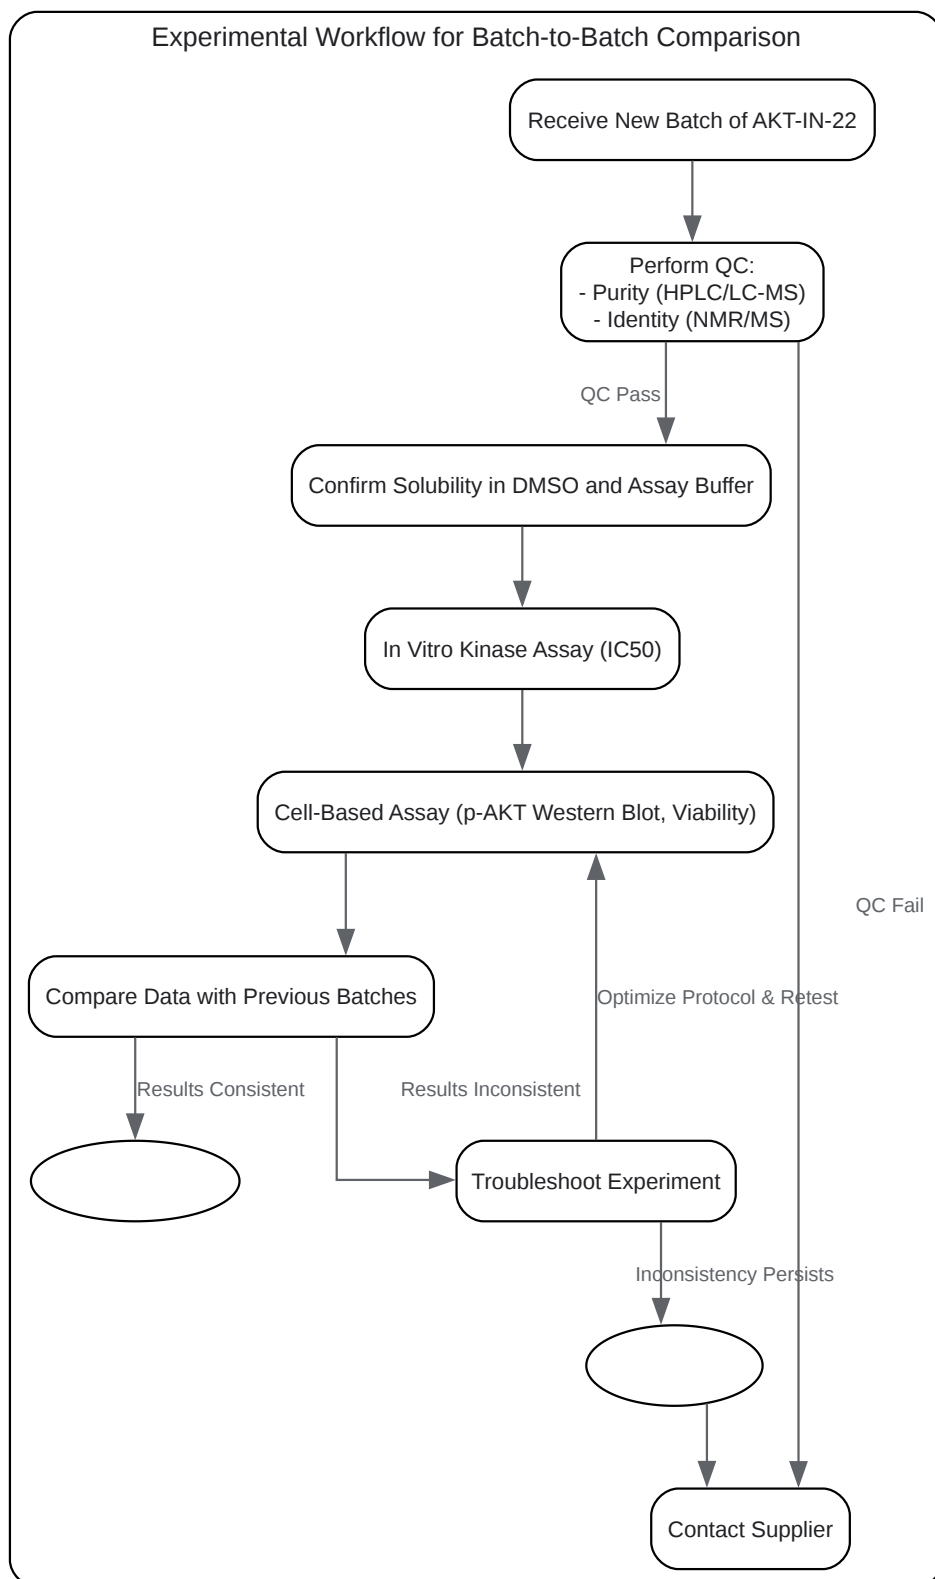 Experimental Workflow for Batch-to-Batch Comparison
Receive New Batch of AKT-IN-22
Perform QC:
- Purity (HPLC/LC-MS)
- Identity (NMR/MS)
QC Pass
Confirm Solubility in DMSO and Assay Buffer
In Vitro Kinase Assay (IC50)
Cell-Based Assay (p-AKT Western Blot, Viability)
QC Fail
Compare Data with Previous Batches
Optimize Protocol & Retest
Results Consistent
Results Inconsistent
Troubleshoot Experiment
Inconsistency Persists
Contact Supplier